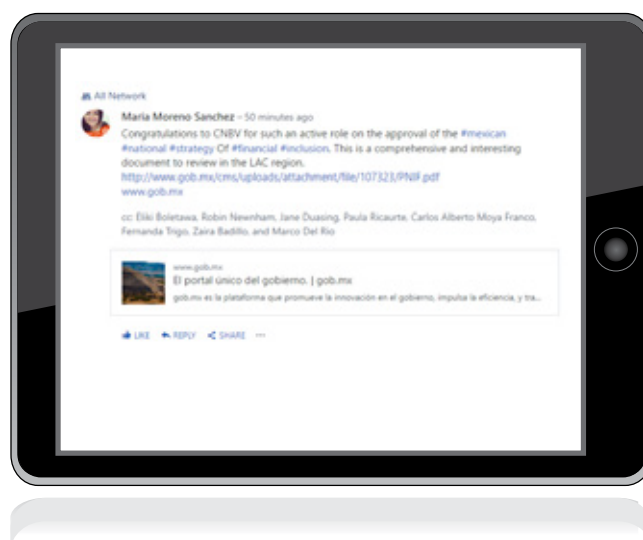 All Network
Maria Moreno Sanchez – 50 minutes ago
Congratulations to CNBV for such an active role on the approval of the #mexican
#national #strategy Of #financial #inclusion. This is a comprehensive and interesting
document to review in the LAC region.
http://www.gob.mx/cms/uploads/attachment/file/107323/PNIF.pdf
www.gob.mx
cc: Eliki Boletawa, Robin Newnham, Jane Duasing, Paula Ricaurte, Carlos Alberto Moya Franco,
Fernanda Trigo, Zaira Badillo, and Marco Del Rio
www.gob.mx
El portal único del gobierno. | gob.mx
gob.mx es la plataforma que promueve la innovación en el gobierno, impulsa la eficiencia, y tra...
LIKE REPLY SHARE ...